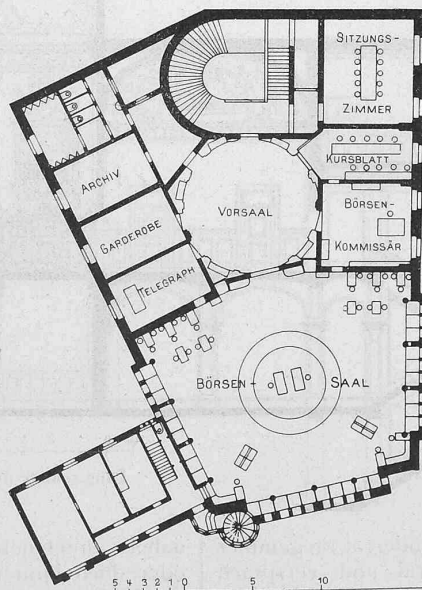 SITZUNGS-
ZIMMER
KURSBLATT
ARCHIV
VORSAAL
BÖRSEN-
KOMMISSÄR
GARDEROBE
TELEGRAPH
BÖRSEN- SAAL
5 4 3 2 1 0 5 10